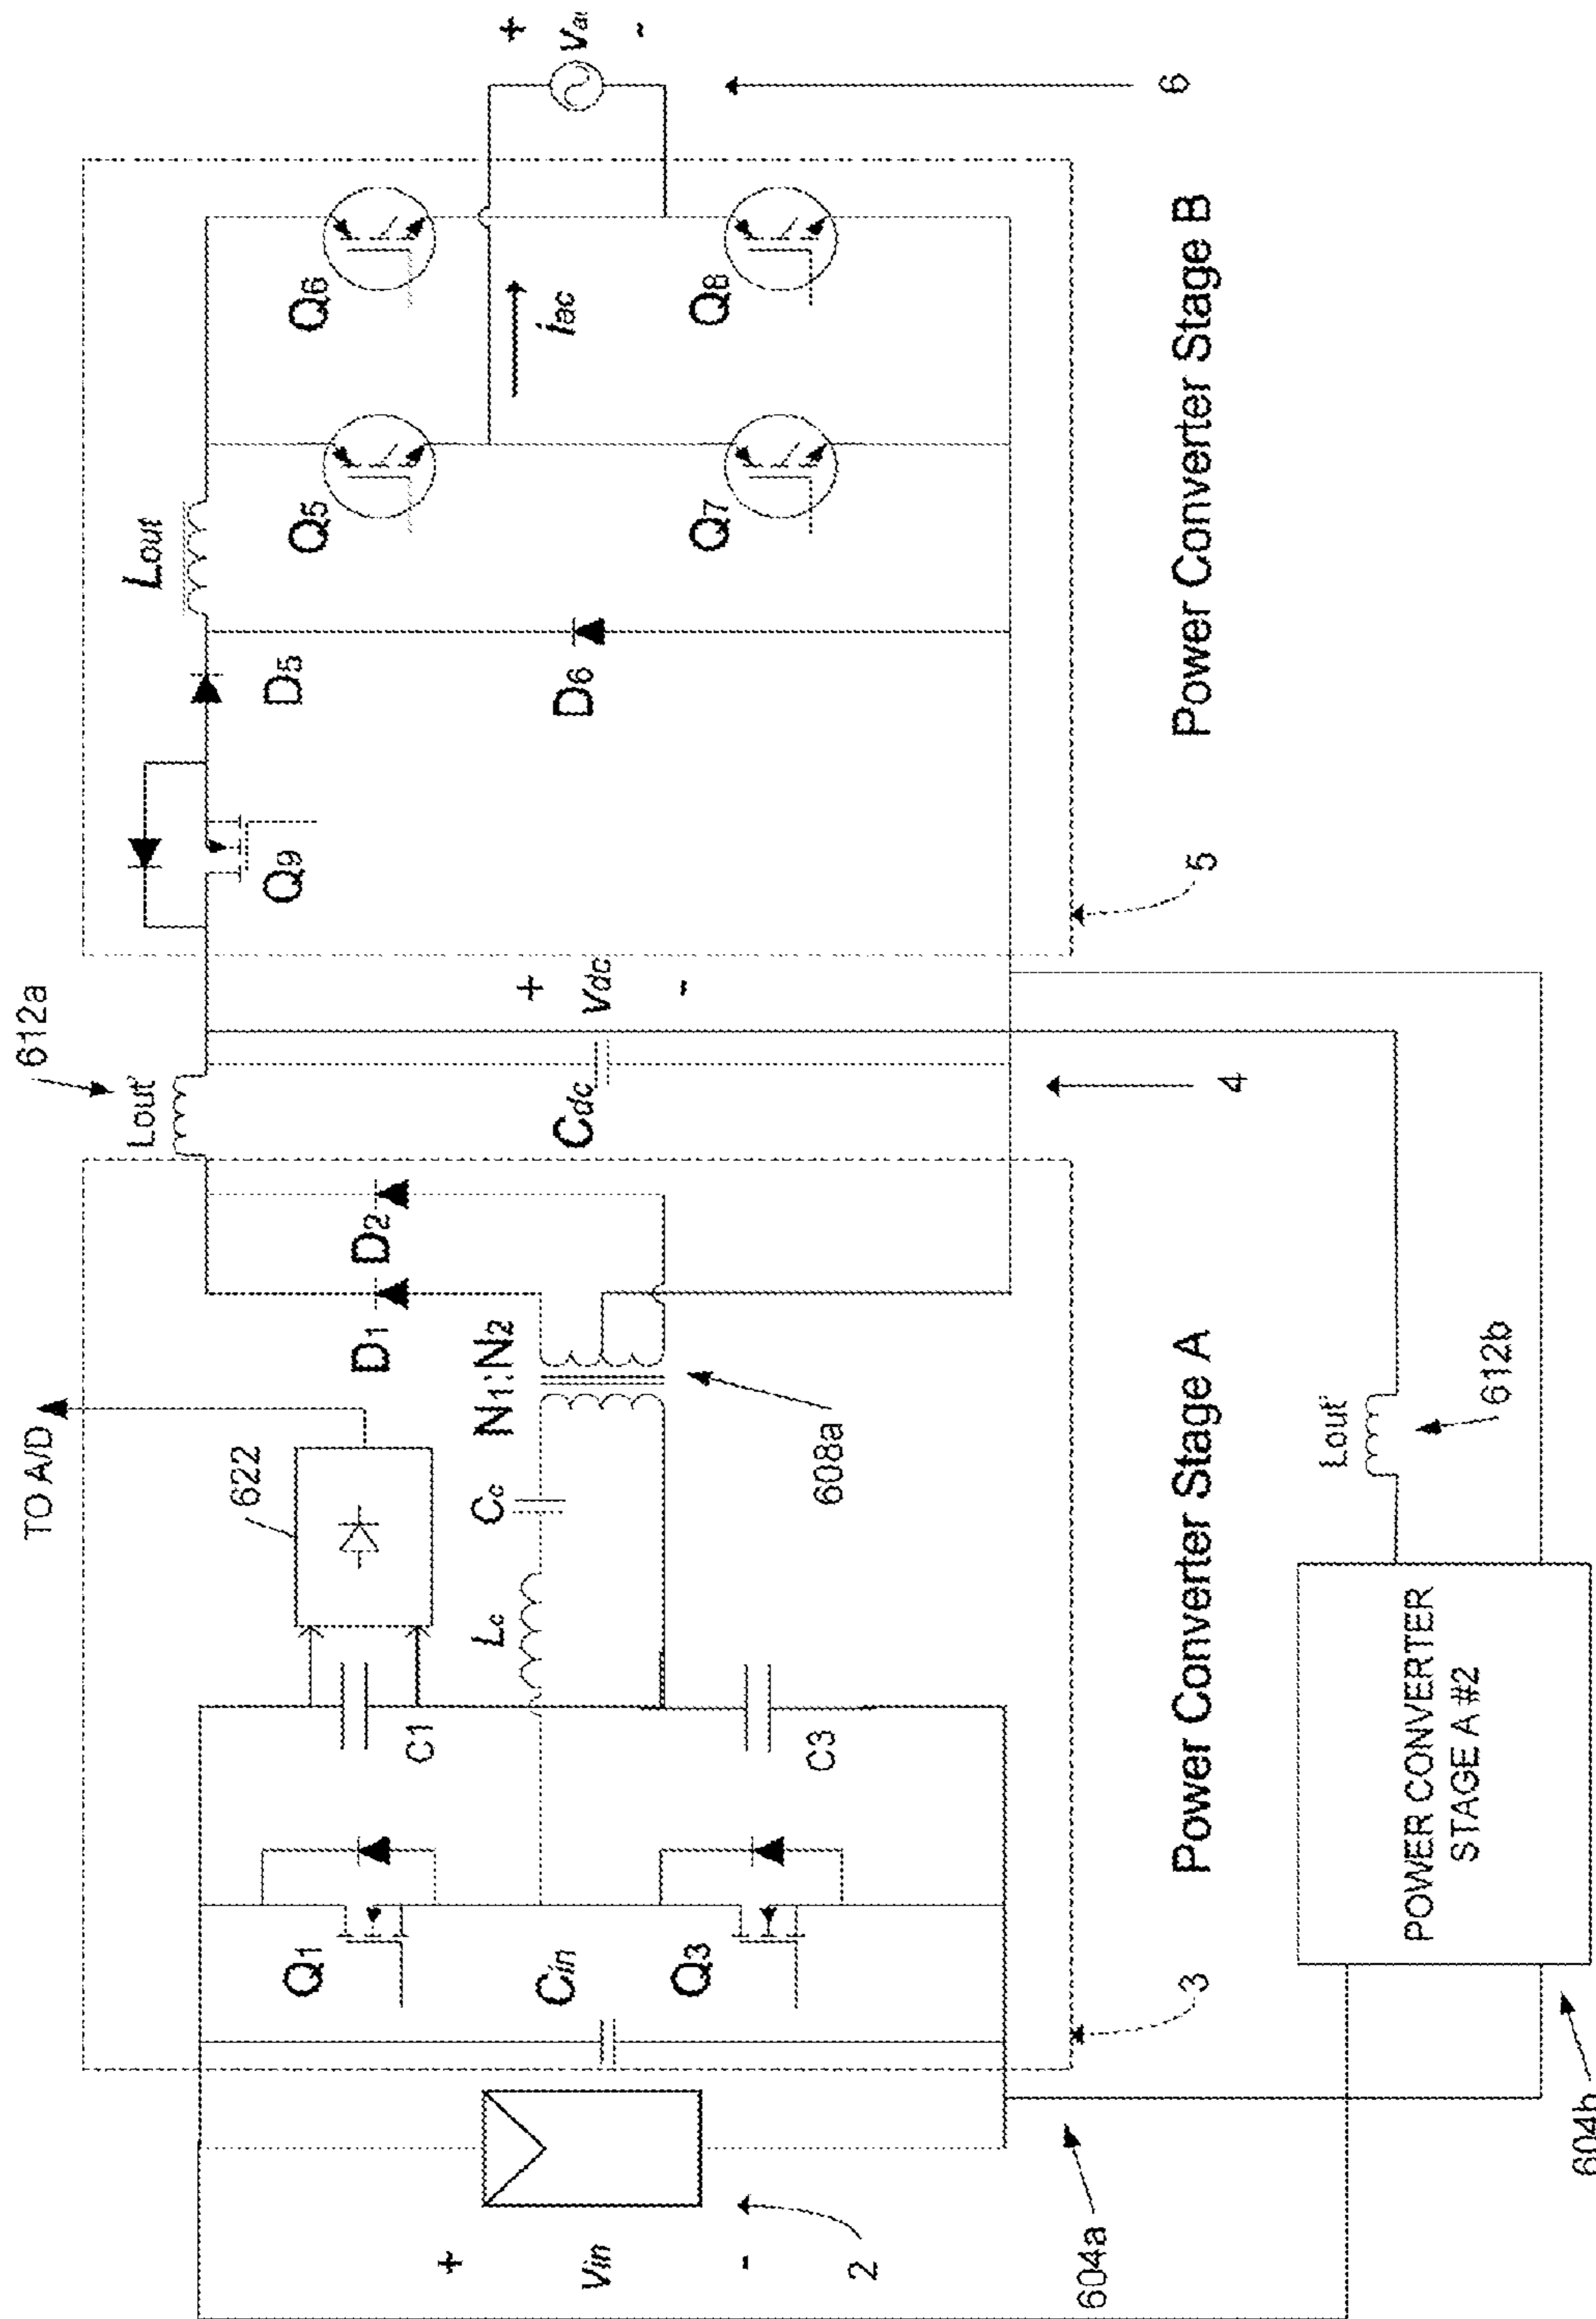 TO A/D
612a
Lout'
622
Lout
Q9
D5
Q1
C1
Lc
Cc
N1:N2
D1
D2
+
Vdc
-
Cdc
D6
Q5
Q6
iac
+
-
+
Vin
-
Cin
Q3
C3
608a
Q7
Q8
2
604a
3
4
5
6
Power Converter Stage A
Power Converter Stage B
Lout'
612b
POWER CONVERTER
STAGE A #2
604b